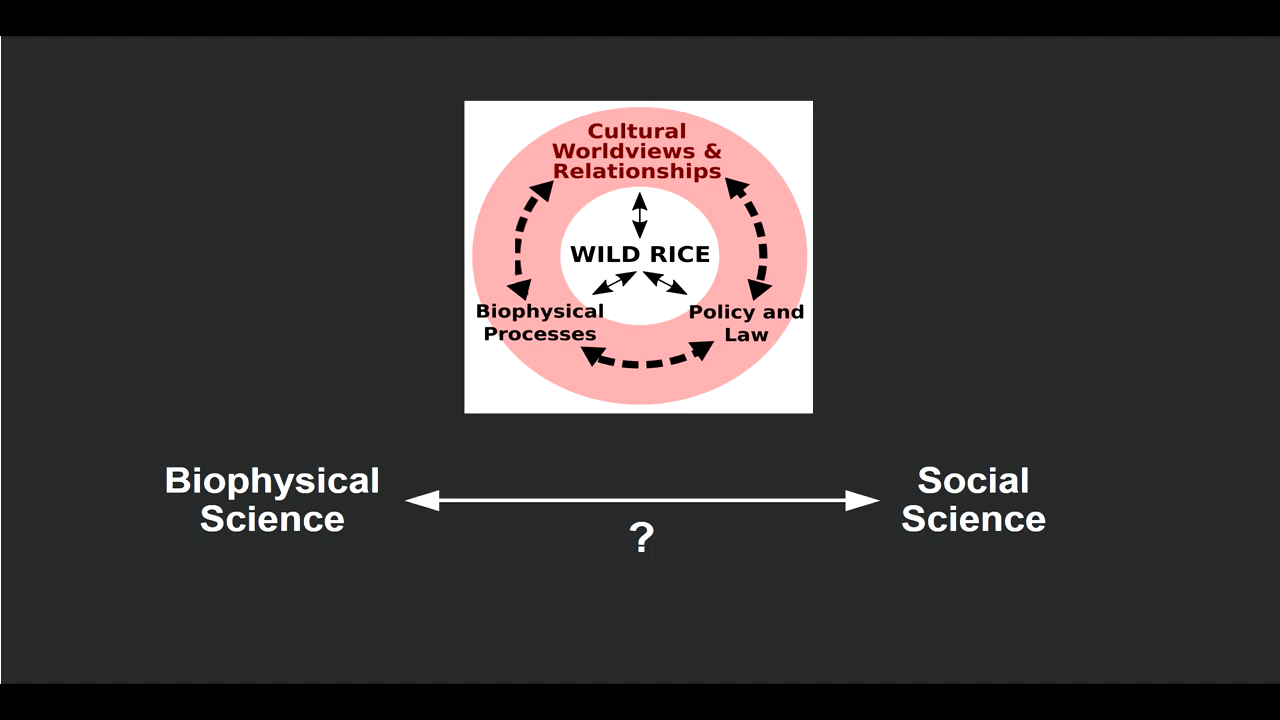 Cultural
Worldviews &
Relationships
WILD RICE
Biophysical
Processes
Policy and
Law
Biophysical
Science
?
Social
Science